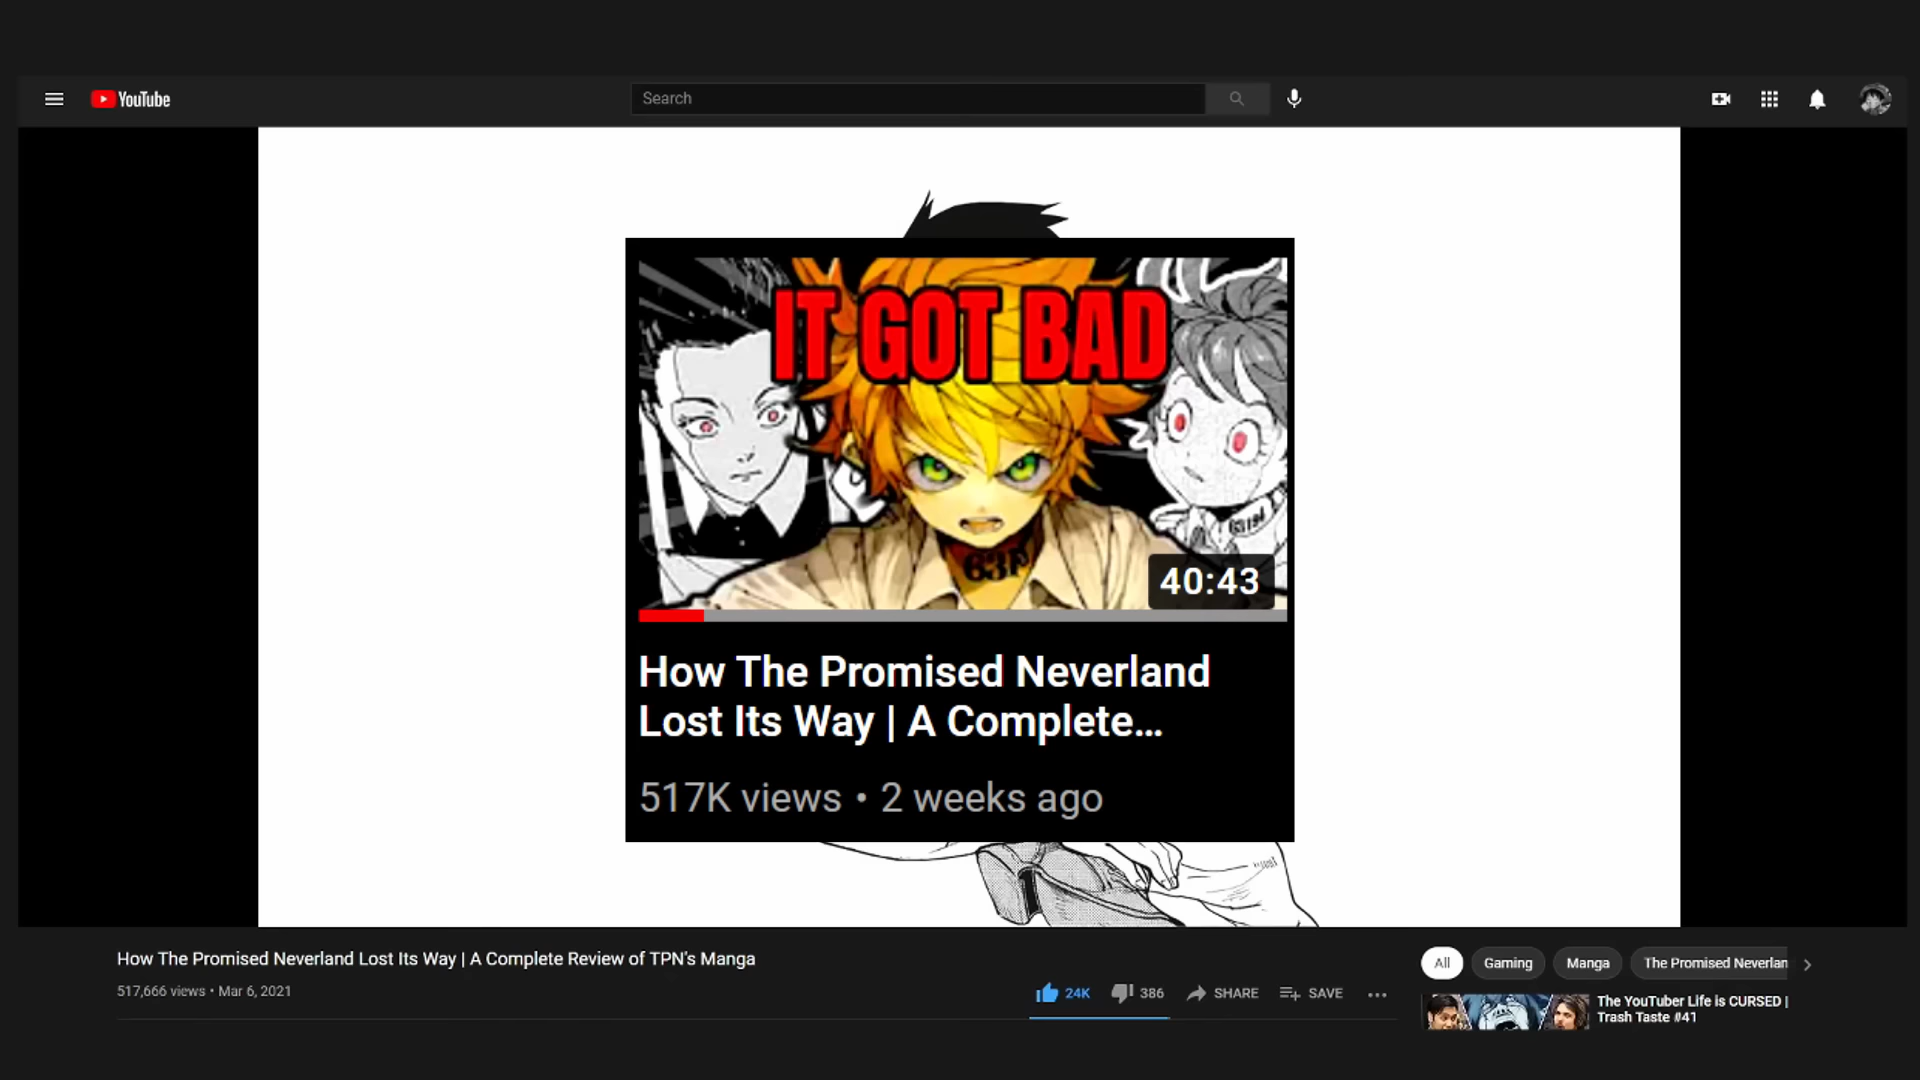 YouTube
Search
IT GOT BAD
63194
40:43
How The Promised Neverland
Lost Its Way | A Complete...
517K views • 2 weeks ago
How The Promised Neverland Lost Its Way | A Complete Review of TPN's Manga
517,666 views • Mar 6, 2021
24K
386
SHARE
SAVE
All
Gaming
Manga
The Promised Neverlan
The YouTuber Life is CURSED |
Trash Taste #41